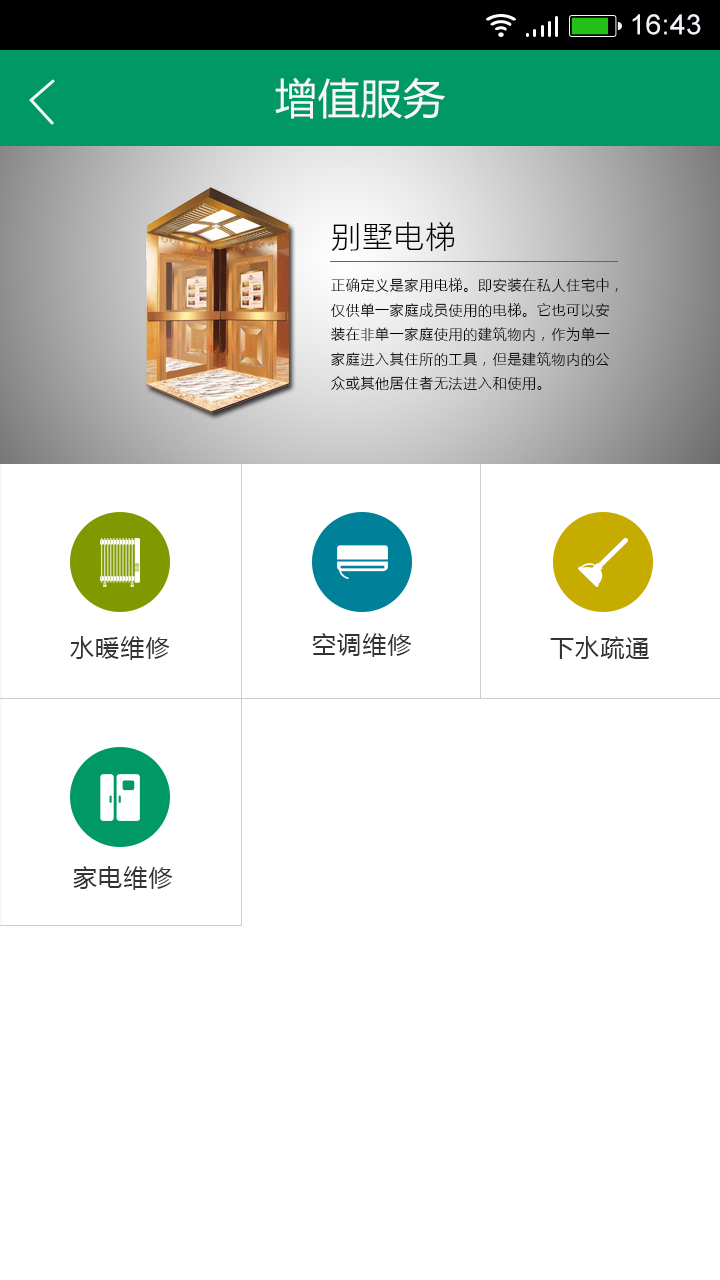 16:43
增值服务
别墅电梯
正确定义是家用电梯。即安装在私人住宅中，
仅供单一家庭成员使用的电梯。它也可以安
装在非单一家庭使用的建筑物内，作为单一
家庭进入其住所的工具，但是建筑物内的公
众或其他居住者无法进入和使用。
水暖维修
空调维修
下水疏通
家电维修